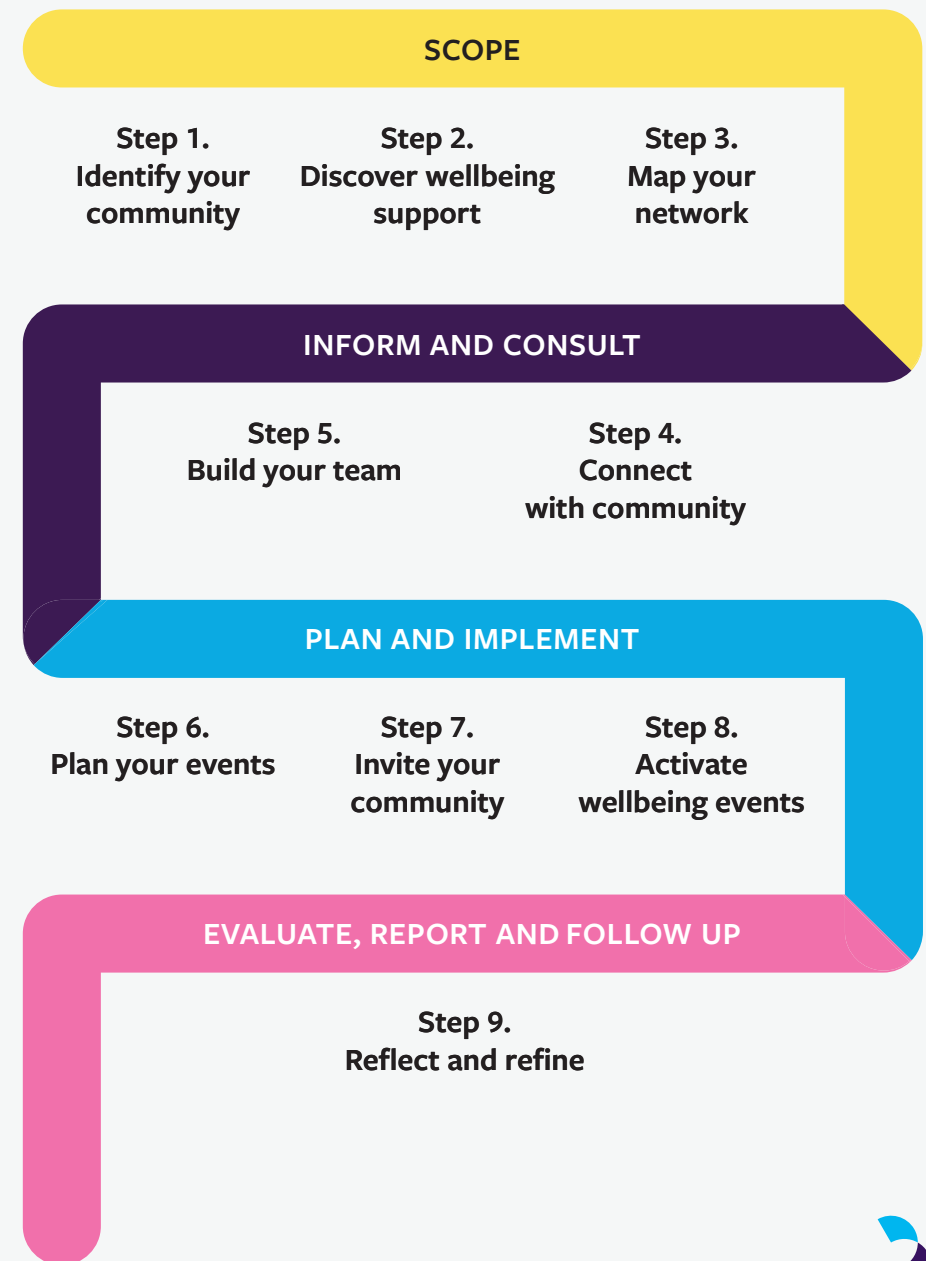 SCOPE
Step 1.
Identify your
community
Step 2.
Discover wellbeing
support
Step 3.
Map your
network
INFORM AND CONSULT
Step 5.
Build your team
Step 4.
Connect
with community
PLAN AND IMPLEMENT
Step 6.
Plan your events
Step 7.
Invite your
community
Step 8.
Activate
wellbeing events
EVALUATE, REPORT AND FOLLOW UP
Step 9.
Reflect and refine